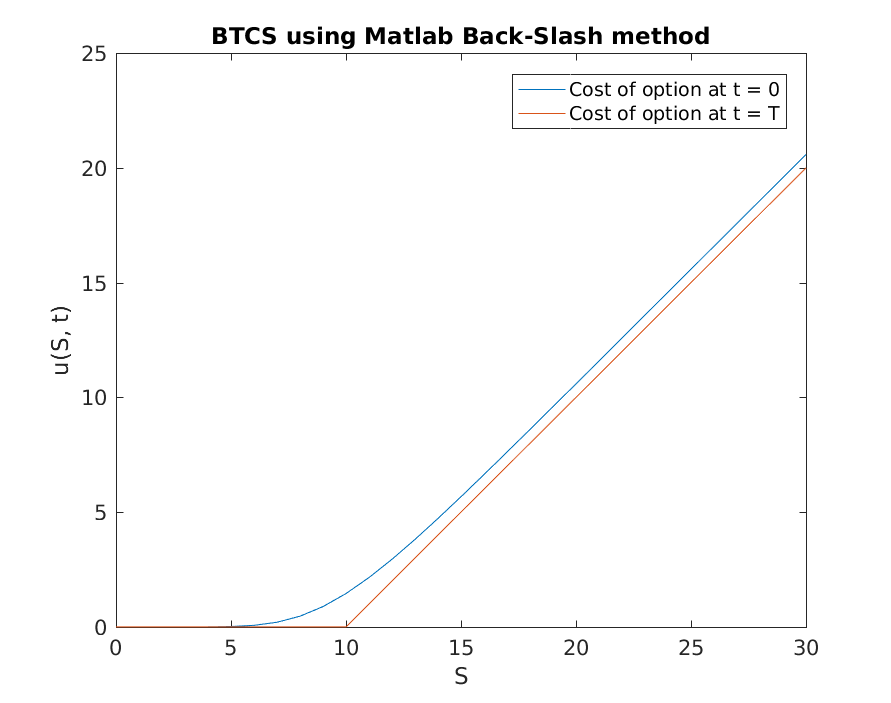 BTCS using Matlab Back-Slash method
Cost of option at t = 0
Cost of option at t = T
25
20
15
10
5
0
u(S, t)
0 5 10 15 20 25 30
S